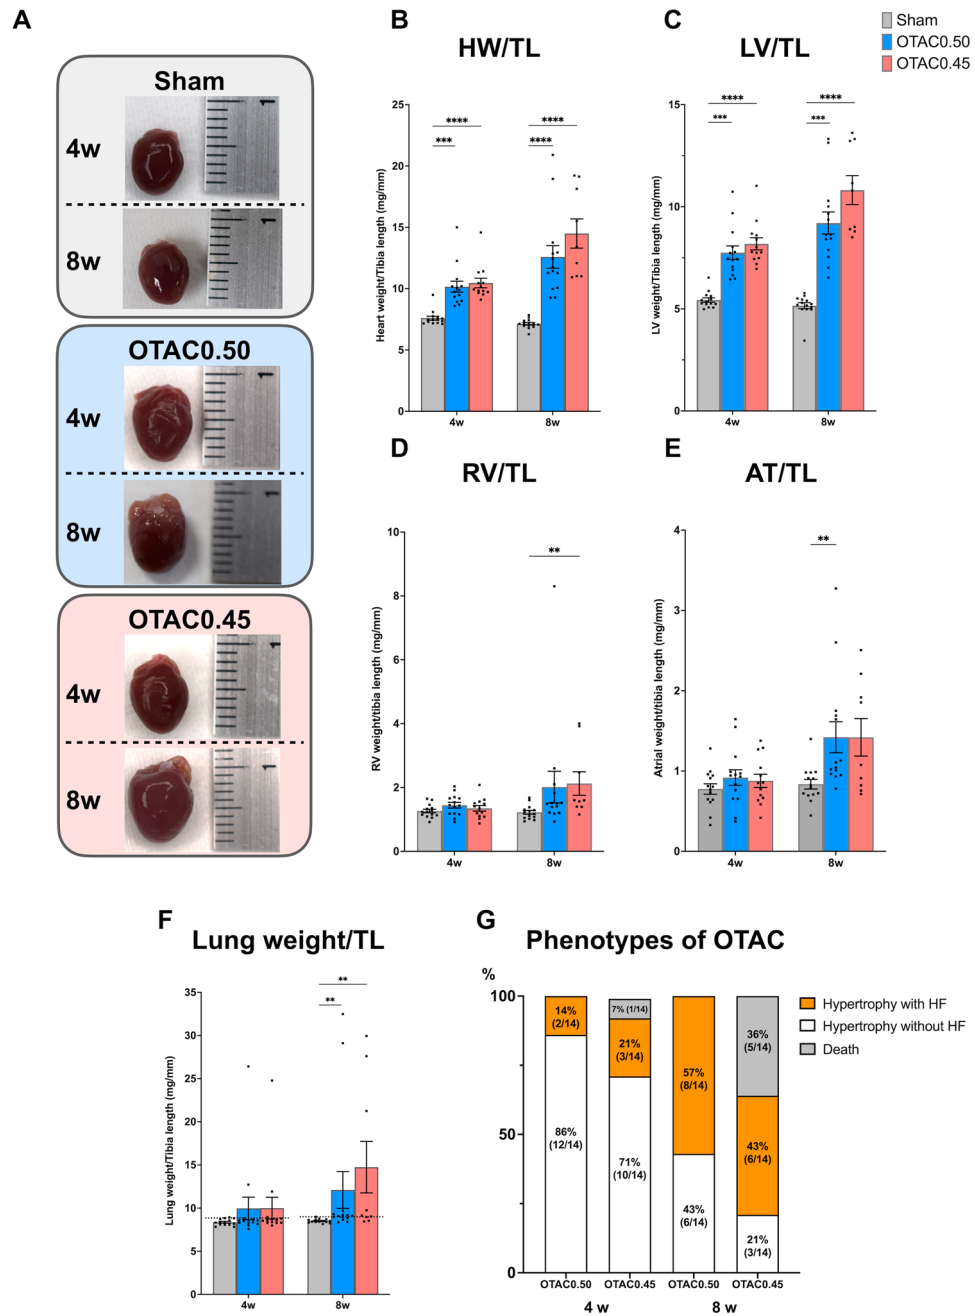 A
Sham
4w
8w
OTAC0.50
4w
8w
OTAC0.45
4w
8w
B
HW/TL
Heart weight/Tibia length (mg/mm)
25
20
15
10
5
0
***
****
****
****
4w
8w
C
LV/TL
Sham
OTAC0.50
OTAC0.45
LV weight/Tibia length (mg/mm)
15
10
5
0
***
****
***
****
4w
8w
D
RV/TL
RV weight/tibia length (mg/mm)
10
8
6
4
2
0
**
4w
8w
E
AT/TL
Atrial weight/tibia length (mg/mm)
4
3
2
1
0
**
4w
8w
F
Lung weight/TL
Lung weight/Tibia length (mg/mm)
35
30
25
20
15
10
5
0
**
**
4w
8w
G
Phenotypes of OTAC
%
100
50
0
14%
(2/14)
86%
(12/14)
7% (1/14)
21%
(3/14)
71%
(10/14)
57%
(8/14)
43%
(6/14)
36%
(5/14)
43%
(6/14)
21%
(3/14)
OTAC0.50
OTAC0.45
OTAC0.50
OTAC0.45
4 w
8 w
Hypertrophy with HF
Hypertrophy without HF
Death